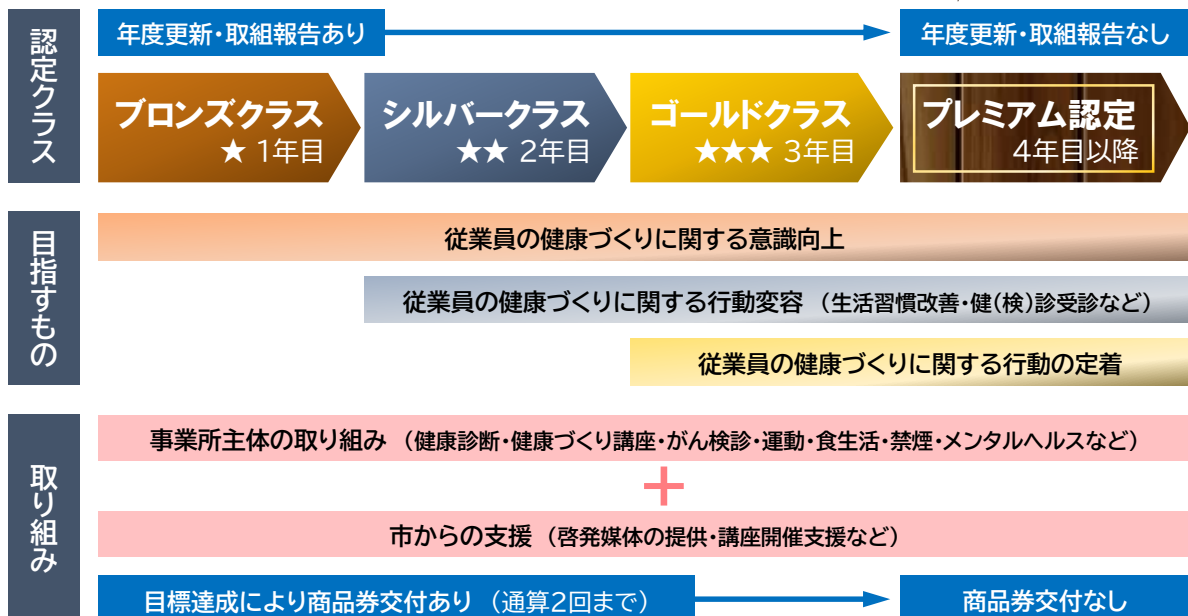 認定クラス
年度更新・取組報告あり
年度更新・取組報告なし
ブロンズクラス
★ 1年目
シルバークラス
★★ 2年目
ゴールドクラス
★★★ 3年目
プレミアム認定
4年目以降
目指すもの
従業員の健康づくりに関する意識向上
従業員の健康づくりに関する行動変容 （生活習慣改善・健(検)診受診など）
従業員の健康づくりに関する行動の定着
取り組み
事業所主体の取り組み （健康診断・健康づくり講座・がん検診・運動・食生活・禁煙・メンタルヘルスなど）
＋
市からの支援 （啓発媒体の提供・講座開催支援など）
目標達成により商品券交付あり （通算2回まで）
商品券交付なし